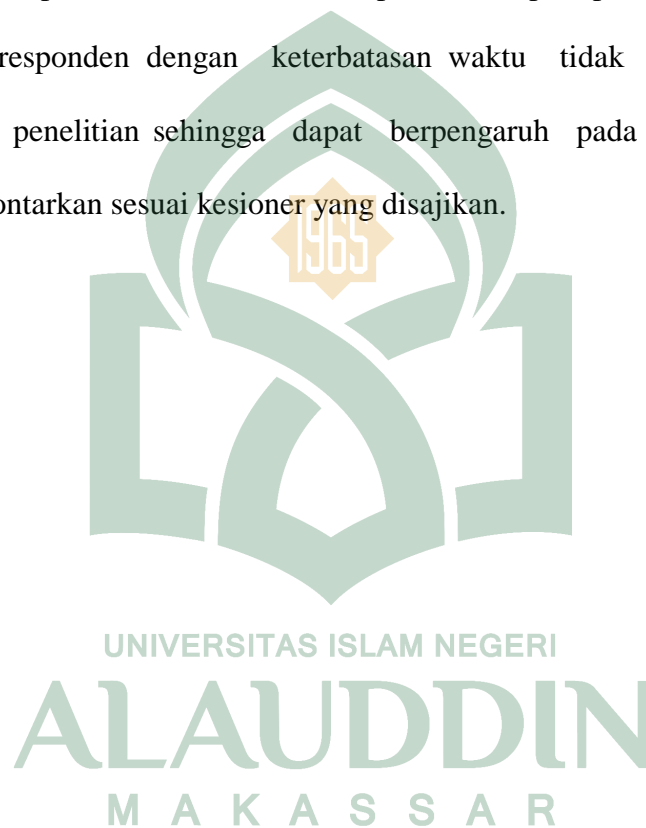 responden dengan keterbatasan waktu tidak
penelitian sehingga dapat berpengaruh pada
ontarkan sesuai kesioner yang disajikan.
1965
UNIVERSITAS ISLAM NEGERI
ALAUDDIN
MAKASSAR